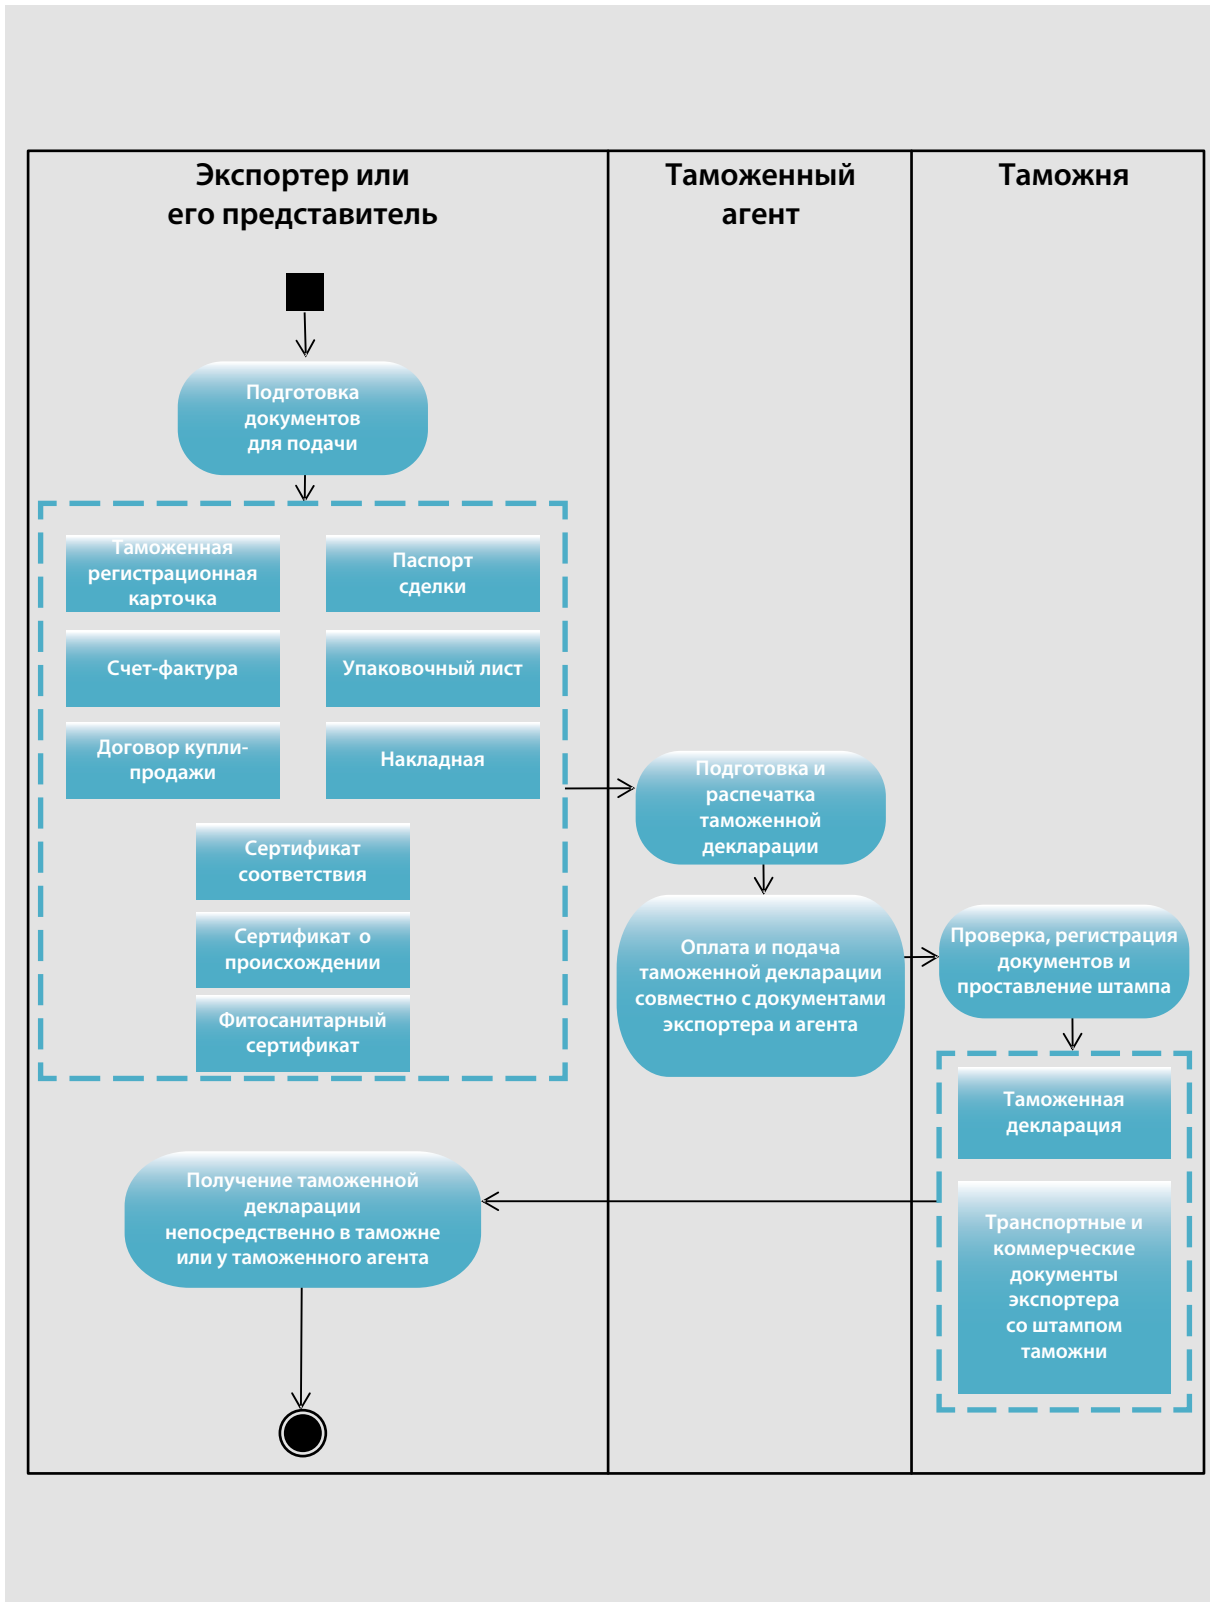 Экспортер или
его представитель
Таможенный
агент
Таможня
Подготовка
документов
для подачи
Таможенная
регистрационная
карточка
Паспорт
сделки
Счет-фактура
Упаковочный лист
Договор купли-
продажи
Накладная
Сертификат
соответствия
Сертификат о
происхождении
Фитосанитарный
сертификат
Подготовка и
распечатка
таможенной
декларации
Оплата и подача
таможенной декларации
совместно с документами
экспортера и агента
Проверка, регистрация
документов и
проставление штампа
Таможенная
декларация
Транспортные и
коммерческие
документы
экспортера
со штампом
таможни
Получение таможенной
декларации
непосредственно в таможне
или у таможенного агента